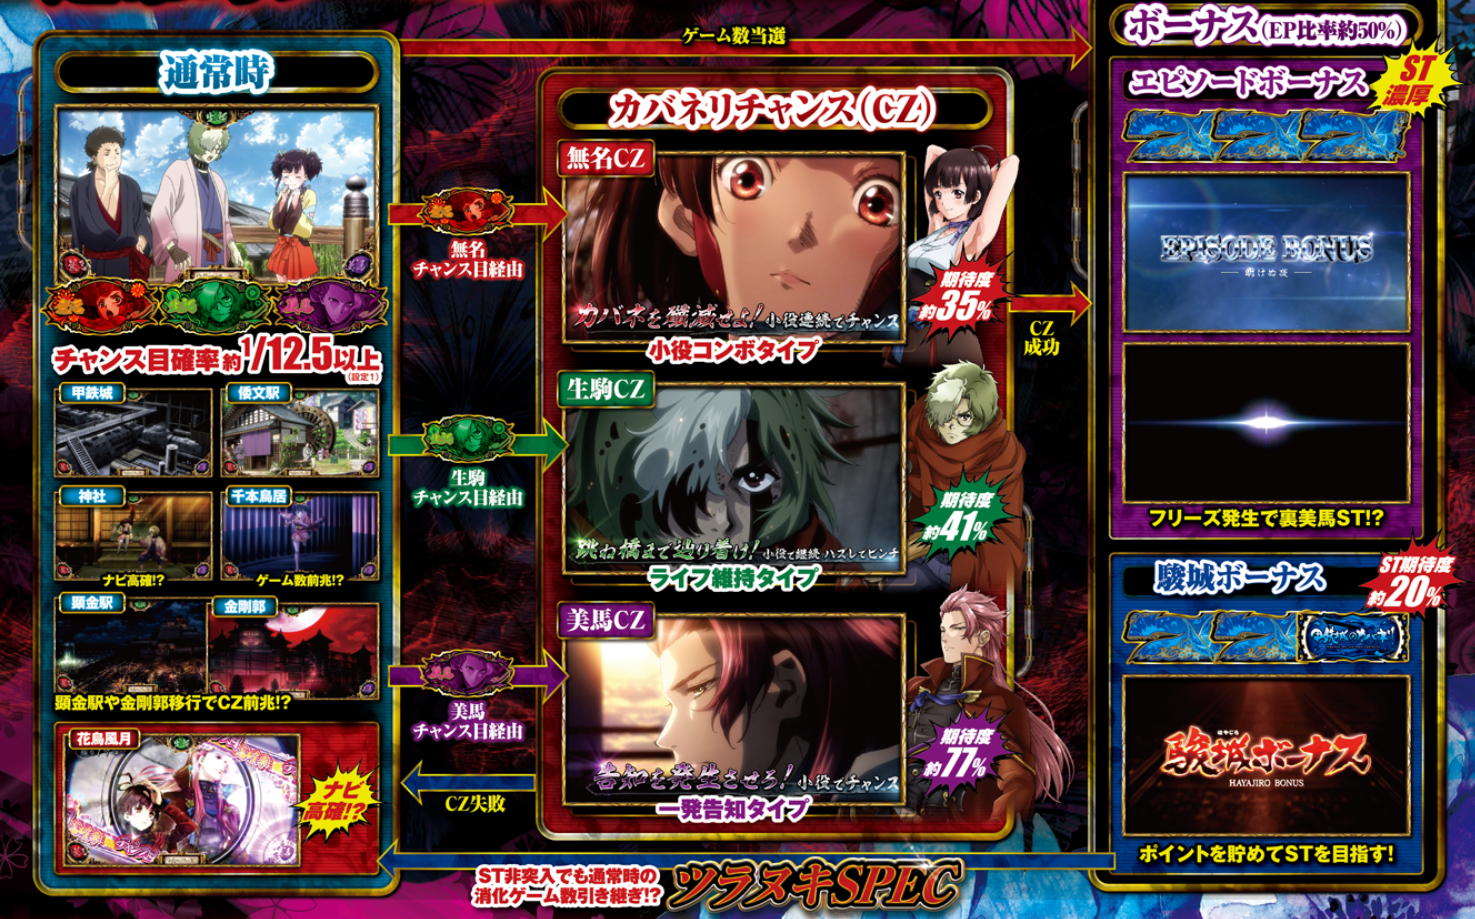 ゲーム数当選
通常時
チャンス目確率約1/12.5以上
(設定1)
甲鉄城
倭文駅
神社
ナビ高確!?
千本鳥居
ゲーム数前兆!?
顕金駅
金剛郭
顕金駅や金剛郭移行でCZ前兆!?
花鳥風月
ナビ
高確!?
無名
チャンス目経由
生駒
チャンス目経由
美馬
チャンス目経由
CZ失敗
カバネリチャンス(CZ)
無名CZ
カバネを殲滅せよ!小役連続でチャンス
小役コンボタイプ
期待度
約35%
生駒CZ
跳ね橋まで辿り着け!小役で継続 ハズレでピンチ
ライフ維持タイプ
期待度
約41%
美馬CZ
告知を発生させろ!小役でチャンス
一発告知タイプ
期待度
約77%
CZ
成功
ボーナス(EP比率約50%)
エピソードボーナス
ST
濃厚
EPISODE BONUS
フリーズ発生で裏美馬ST!?
駿城ボーナス
ST期待度
約20%
甲鉄城のカバネリ
はやじろ
駿城ボーナス
HAYAJIRO BONUS
ポイントを貯めてSTを目指す!
ST非突入でも通常時の
消化ゲーム数引き継ぎ!?
ツラヌキSPEC